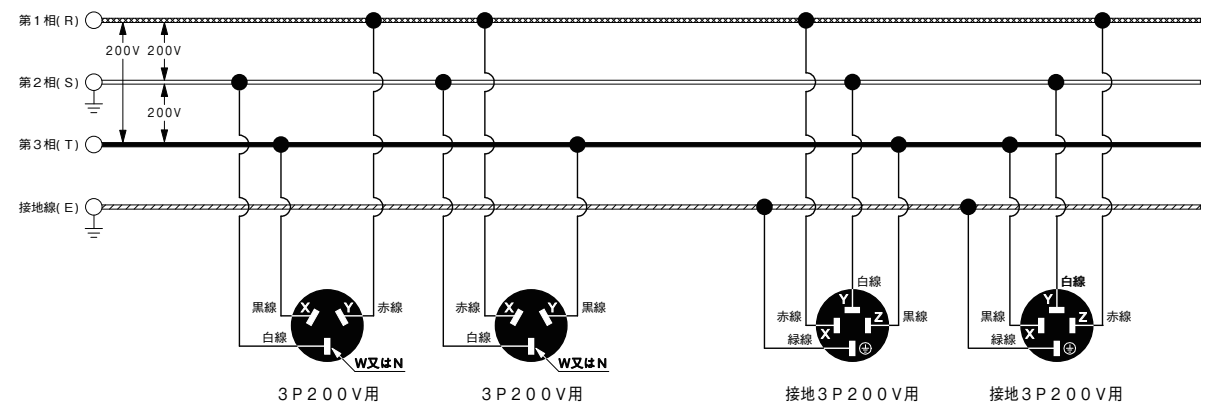 第1相(R)
200V 200V
第2相(S)
200V
第3相(T)
接地線(E)
黒線 X Y 赤線
白線
W又はN
3P200V用
赤線 X Y 黒線
白線
W又はN
3P200V用
白線
Y
赤線 X Z 黒線
緑線
接地3P200V用
白線
Y
黒線 X Z 赤線
緑線
接地3P200V用